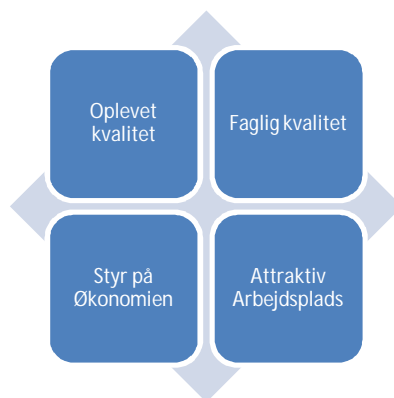 Oplevet
kvalitet
Faglig kvalitet
Styr på
Økonomien
Attraktiv
Arbejdsplads